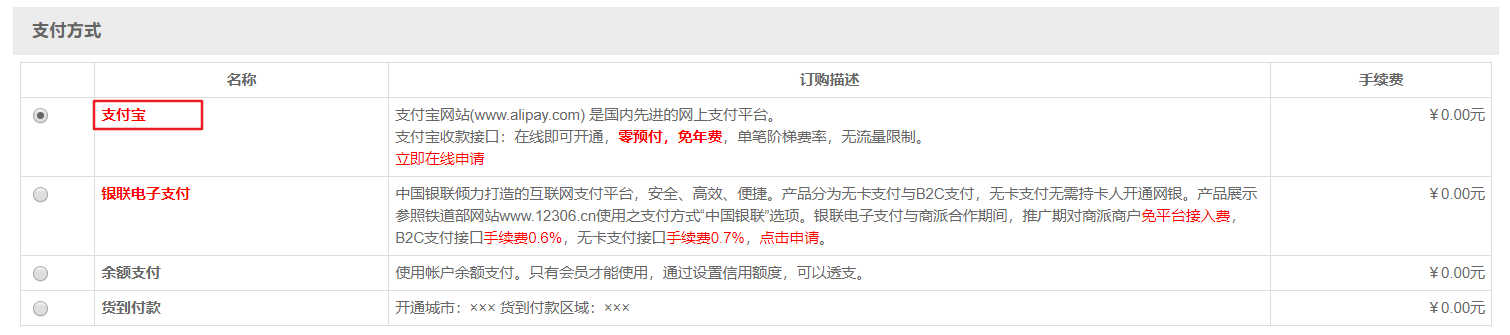 支付方式
名称 订购描述 手续费
支付宝 支付宝网站(www.alipay.com) 是国内先进的网上支付平台。 ￥0.00元
支付宝收款接口：在线即可开通，零预付，免年费，单笔阶梯费率，无流量限制。
立即在线申请
银联电子支付 中国银联倾力打造的互联网支付平台，安全、高效、便捷。产品分为无卡支付与B2C支付，无卡支付无需持卡人开通网银。产品展示 ￥0.00元
参照铁道部网站www.12306.cn使用之支付方式“中国银联”选项。银联电子支付与商派合作期间，推广期对商派商户免平台接入费，
B2C支付接口手续费0.6%，无卡支付接口手续费0.7%，点击申请。
余额支付 使用帐户余额支付。只有会员才能使用，通过设置信用额度，可以透支。 ￥0.00元
货到付款 开通城市：××× 货到付款区域：××× ￥0.00元